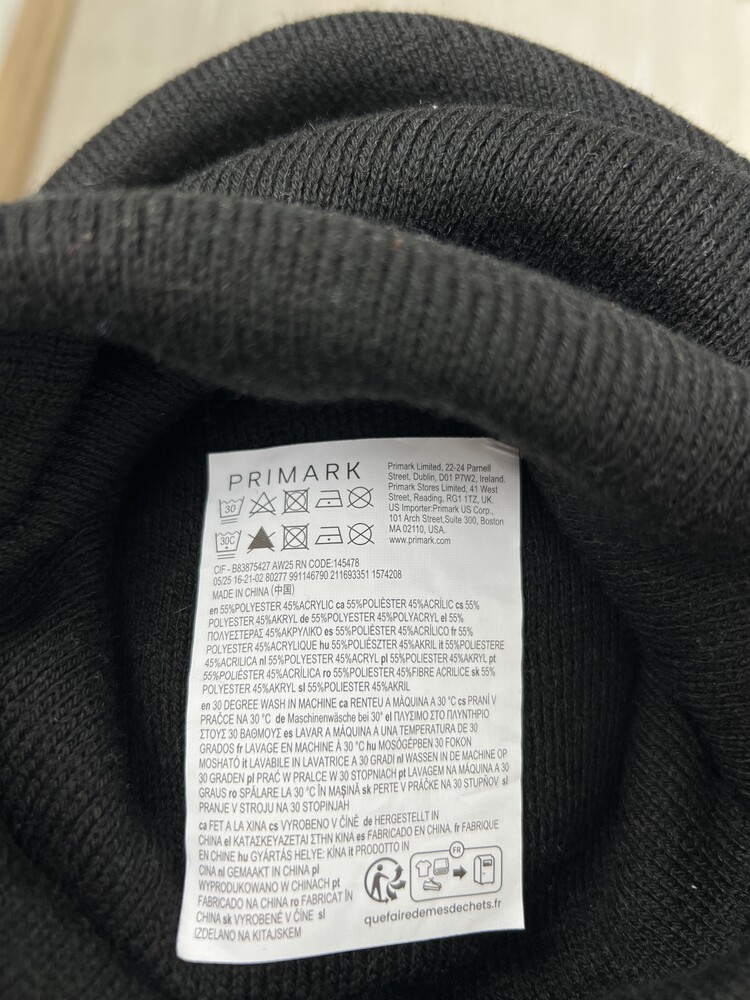 PRIMARK
30
30C
Primark Limited, 22-24 Parnell
Street, Dublin, D01 P7W2, Ireland.
Primark Stores Limited, 41 West
Street, Reading, RG1 1TZ, UK.
US Importer:Primark US Corp.,
101 Arch Street,Suite 300, Boston
MA 02110, USA.
www.primark.com
CIF - B83875427 AW25 RN CODE:145478
05/25 16-21-02 80277 991146790 211693351 1574208
MADE IN CHINA (中国)
en 55%POLYESTER 45%ACRYLIC ca 55%POLIÈSTER 45%ACRÍLIC cs 55%
POLYESTER 45%AKRYL de 55%POLYESTER 45%POLYACRYL el 55%
ΠΟΛΥΕΣΤΕΡΑΣ 45%ΑΚΡΥΛΙΚΟ es 55%POLIÉSTER 45%ACRÍLICO fr 55%
POLYESTER 45%ACRYLIQUE hu 55%POLIÉSZTER 45%AKRIL it 55%POLIESTERE
45%ACRILICA nl 55%POLYESTER 45%ACRYL pl 55%POLYESTER 45%AKRYL pt
55%POLIÉSTER 45%ACRÍLICA ro 55%POLIESTER 45%FIBRE ACRILICE sk 55%
POLYESTER 45%AKRYL sl 55%POLIESTER 45%AKRIL
en 30 DEGREE WASH IN MACHINE ca RENTEU A MÀQUINA A 30 °C cs PRANÍ V
PRAČCE NA 30 °C de Maschinenwäsche bei 30° el ΠΛΥΣΙΜΟ ΣΤΟ ΠΛΥΝΤΗΡΙΟ
ΣΤΟΥΣ 30 ΒΑΘΜΟΥΣ es LAVAR A MÁQUINA A UNA TEMPERATURA DE 30
GRADOS fr LAVAGE EN MACHINE À 30 °C hu MOSÓGÉPBEN 30 FOKON
MOSHATÓ it LAVABILE IN LAVATRICE A 30 GRADI nl WASSEN IN DE MACHINE OP
30 GRADEN pl PRAĆ W PRALCE W 30 STOPNIACH pt LAVAGEM NA MÁQUINA A 30
GRAUS ro SPĂLARE LA 30 °C ÎN MAȘINĂ sk PERTE V PRÁČKE NA 30 STUPŇOV sl
PRANJE V STROJU NA 30 STOPINJAH
ca FET A LA XINA cs VYROBENO V ČÍNĚ de HERGESTELLT IN
CHINA el ΚΑΤΑΣΚΕΥΑΖΕΤΑΙ ΣΤΗΝ ΚΙΝΑ es FABRICADO EN CHINA. fr FABRIQUE
EN CHINE hu GYÁRTÁS HELYE: KÍNA it PRODOTTO IN
CINA nl GEMAAKT IN CHINA pl
WYPRODUKOWANO W CHINACH pt
FABRICADO NA CHINA ro FABRICAT ÎN
CHINA sk VYROBENÉ V ČÍNE sl
IZDELANO NA KITAJSKEM
FR
quefairedemesdechets.fr